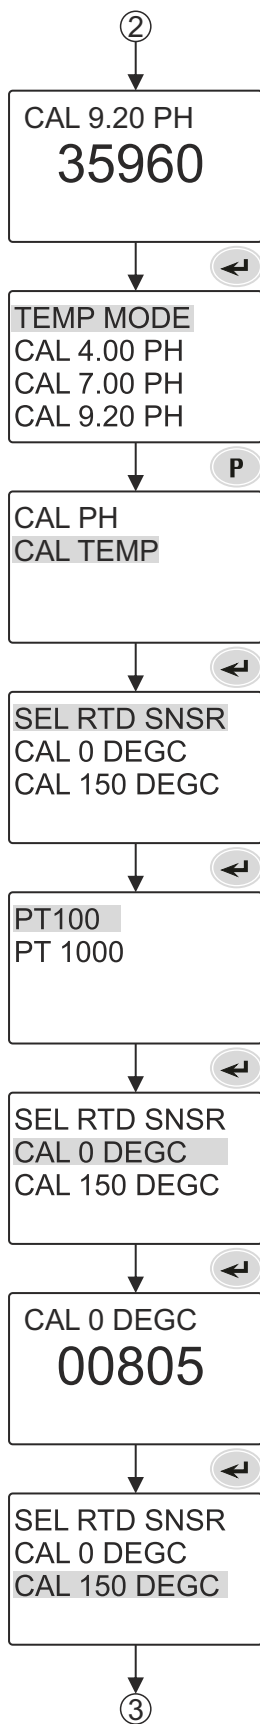 2
CAL 9.20 PH
35960
TEMP MODE
CAL 4.00 PH
CAL 7.00 PH
CAL 9.20 PH
P
CAL PH
CAL TEMP
SEL RTD SNSR
CAL 0 DEGC
CAL 150 DEGC
PT100
PT 1000
SEL RTD SNSR
CAL 0 DEGC
CAL 150 DEGC
CAL 0 DEGC
00805
SEL RTD SNSR
CAL 0 DEGC
CAL 150 DEGC
3